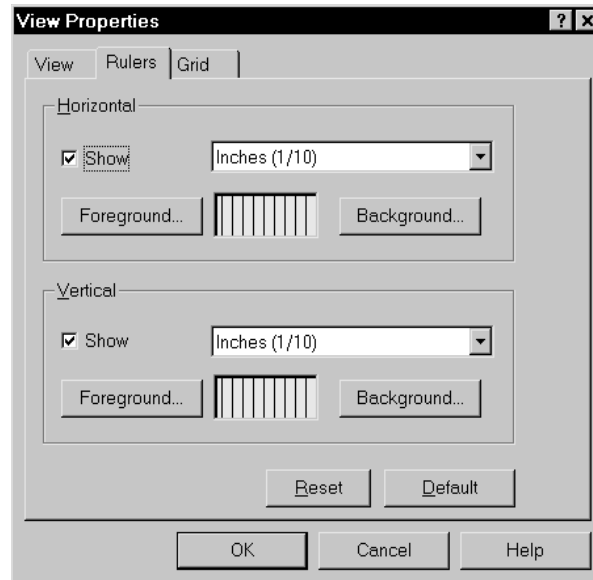 View Properties ? X
View Rulers Grid
Horizontal
Show Inches (1/10)
Foreground... Background...
Vertical
Show Inches (1/10)
Foreground... Background...
Reset Default
OK Cancel Help